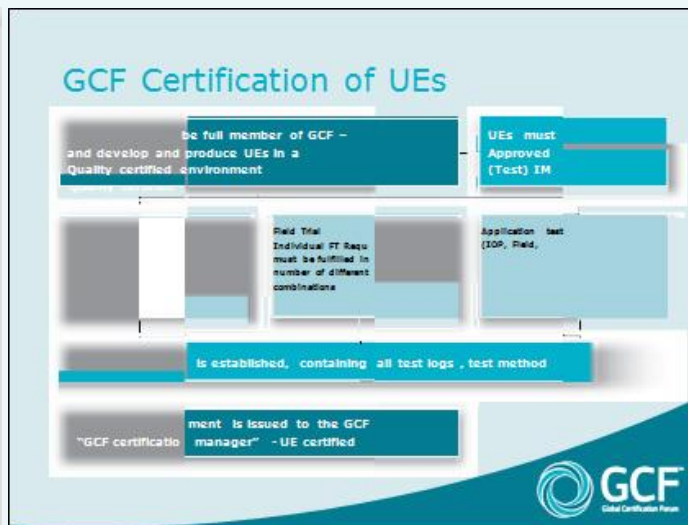 GCF Certification of UEs
be full member of GCF –
and develop and produce UEs in a
Quality certified environment
UEs must
Approved
(Test) IM
Field Trial
Individual FT Requ
must be fulfilled in
number of different
combinations
Application test
(IOP, Field,
is established, containing all test logs , test method
ment is issued to the GCF
"GCF certificatio manager" - UE certified
GCF
Global Certification Forum